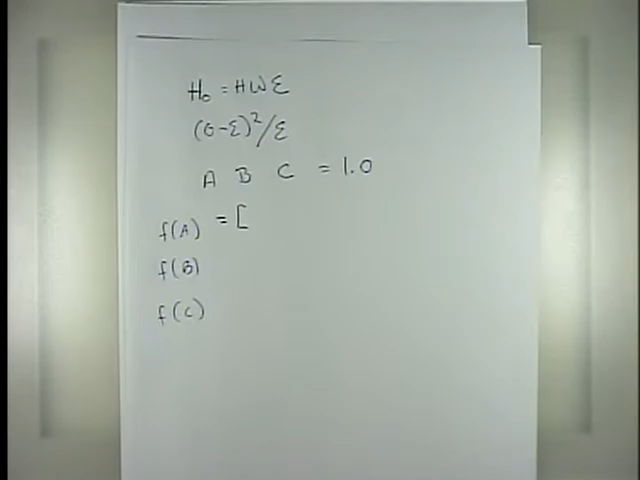 H₀ = HWE
(O-E)²/E
A B C = 1.0
f(A) = [
f(B)
f(C)